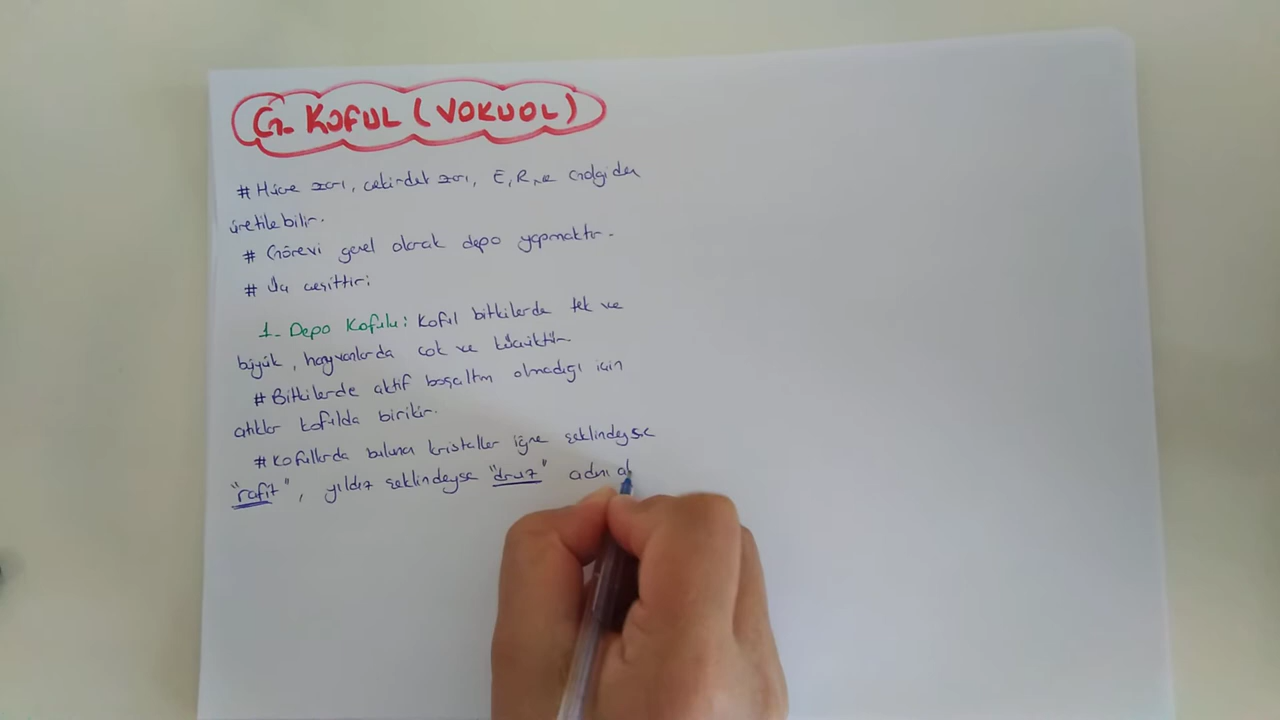 G. KOFUL (VOKUOL)
# Hücre zarı, çekirdek zarı, E,R, ve Golgiden
üretilebilir.
# Görevi genel olarak depo yapmaktır.
# Üç çeşittir:
1- Depo Kofulu: Koful bitkilerde tek ve
büyük, hayvanlarda çok ve küçüktür.
# Bitkilerde aktif boşaltım olmadığı için
atıklar kofulda birikir.
# Kofullarda bulunan kristaller iğne şeklindeyse
"rafit", yıldız şeklindeyse "druz" adını al